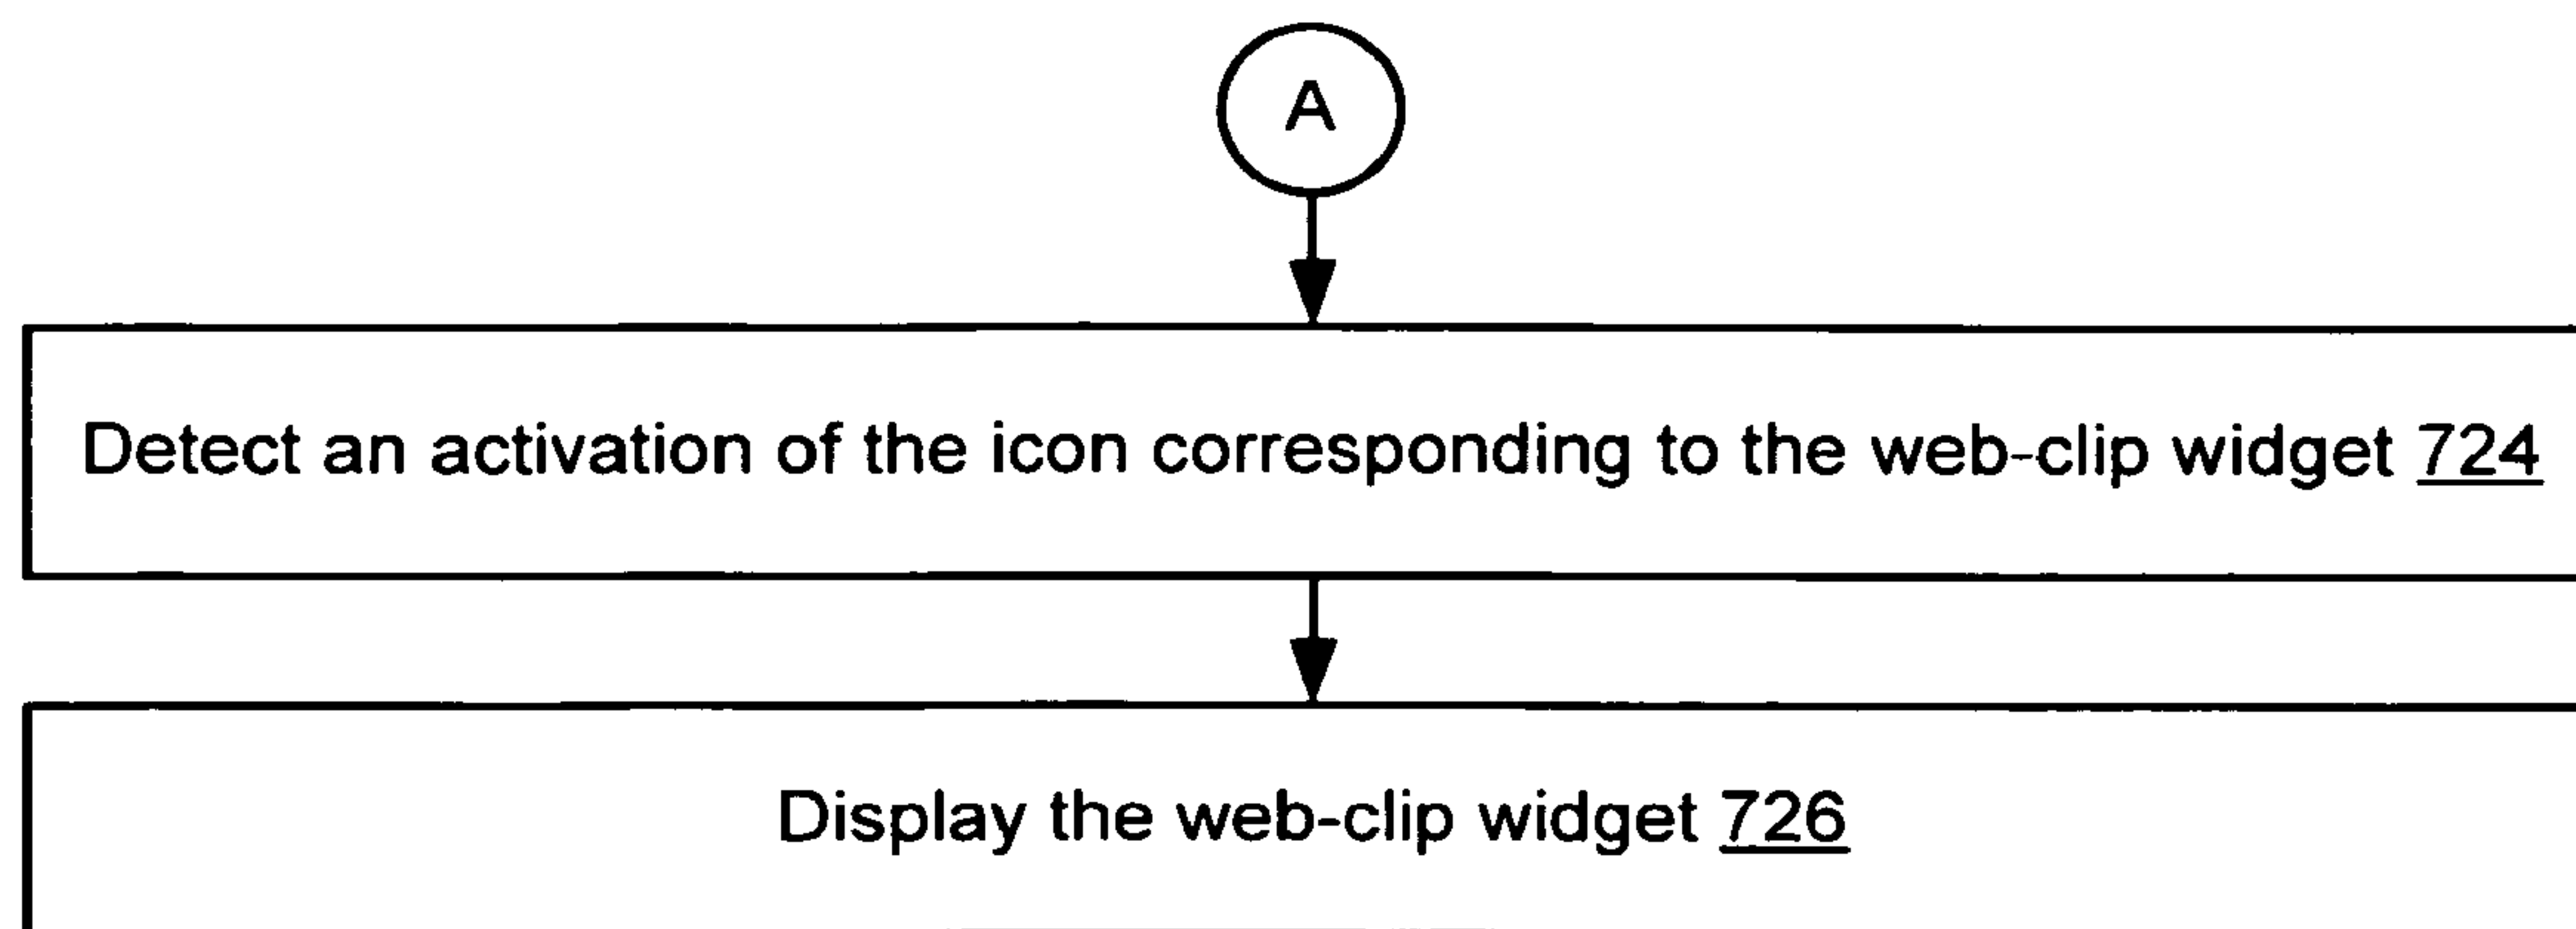 A
Detect an activation of the icon corresponding to the web-clip widget 724
Display the web-clip widget 726